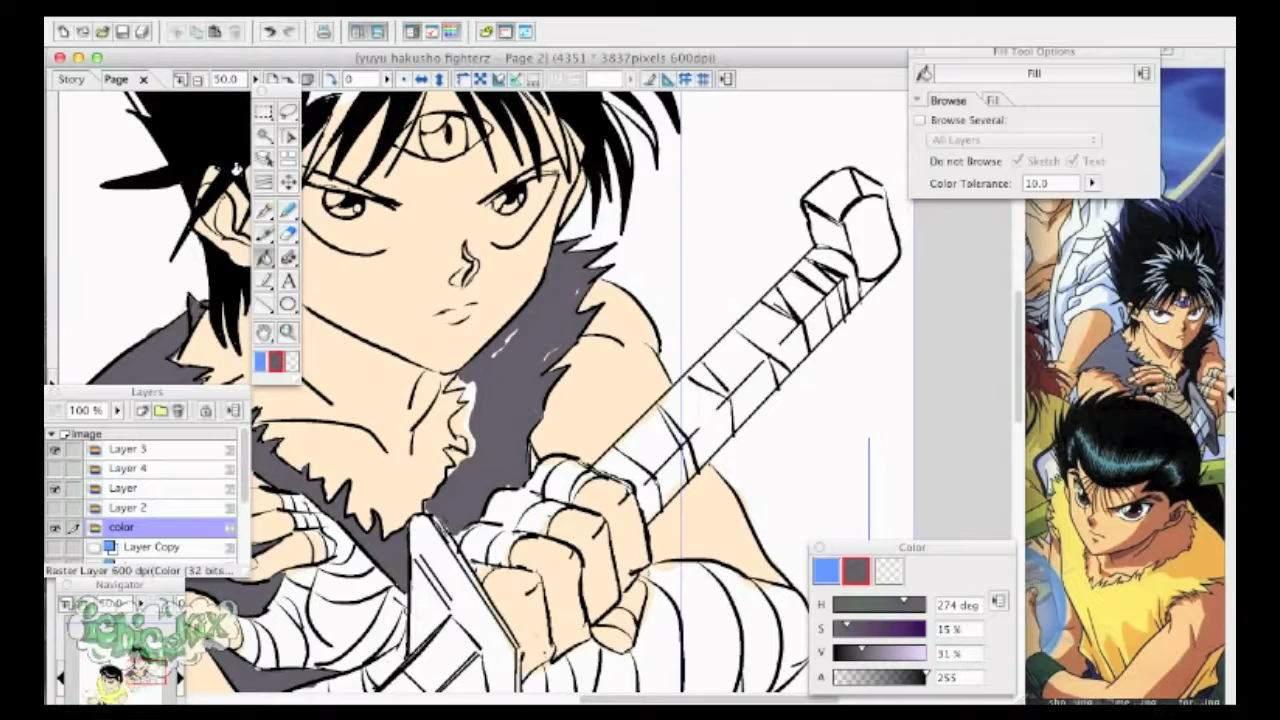 [yuyu hakusho fighterz – Page 2] (4351 * 3837pixels 600dpi)
Story
Page
50.0
0
Fill Tool Options
Fill
Browse
Fill
Browse Several:
All Layers
Do not Browse
Sketch
Text
Color Tolerance:
10.0
A
Layers
100 %
Image
Layer 3
Layer 4
Layer
Layer 2
color
Layer Copy
Raster Layer 600 dpi(Color (32 bits...
Navigator
Color
H
274 deg
S
15 %
V
31 %
A
255